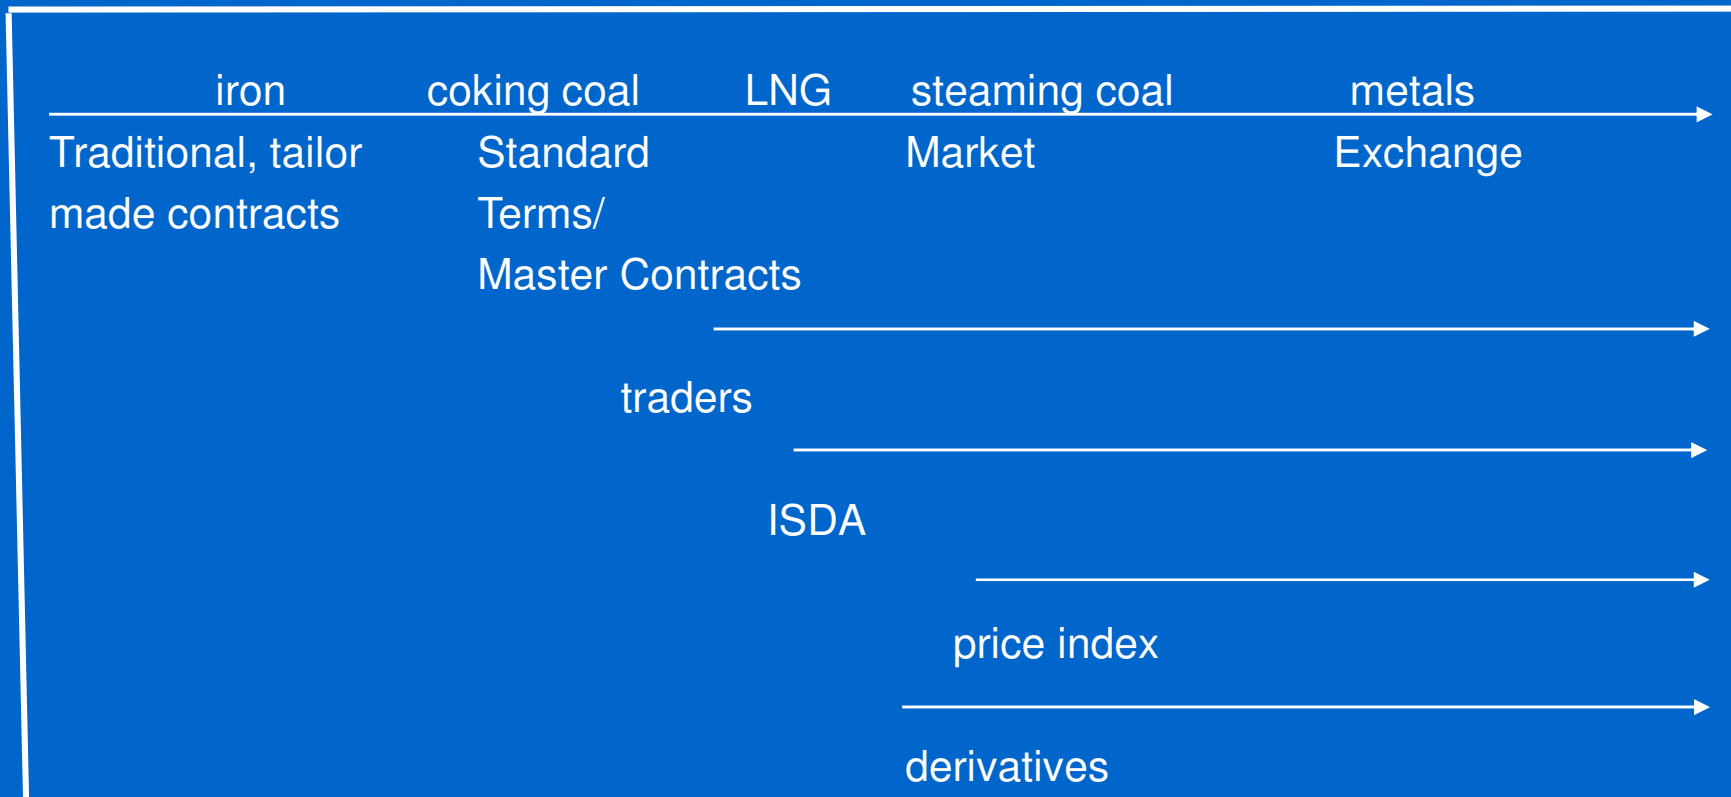 iron coking coal LNG steaming coal metals
Traditional, tailor Standard Market Exchange
made contracts Terms/
Master Contracts
traders
ISDA
price index
derivatives